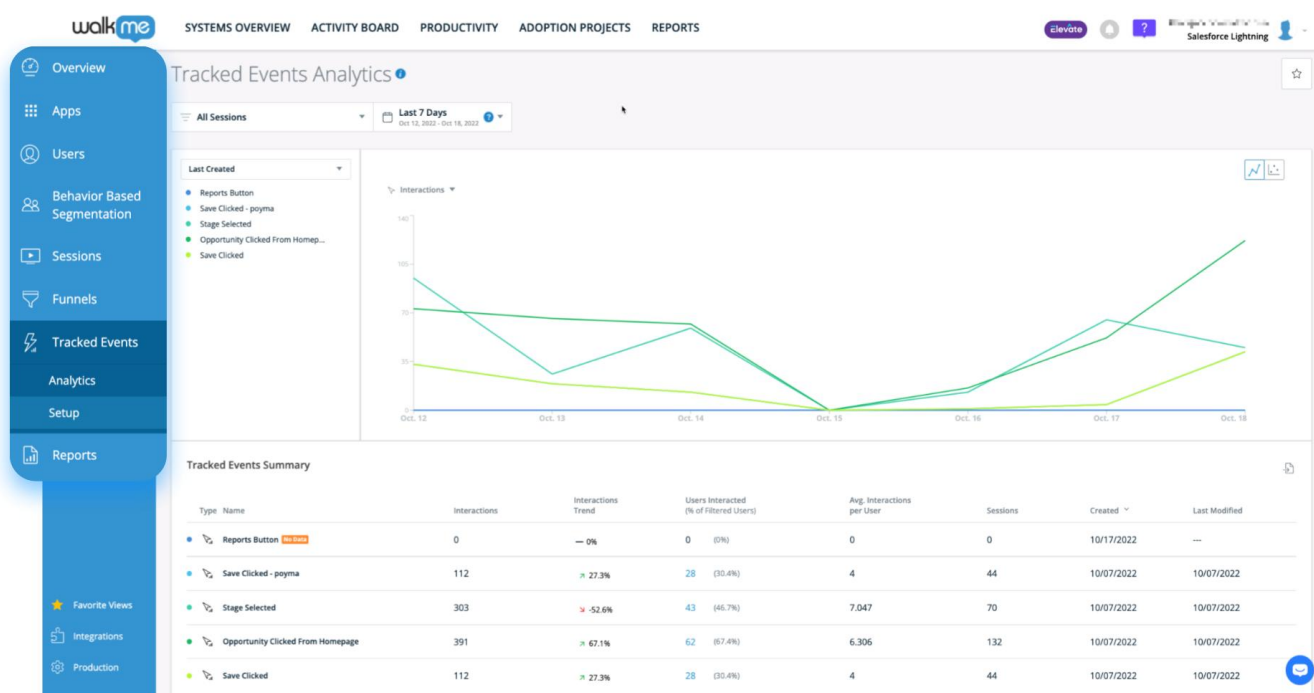 walkme SYSTEMS OVERVIEW ACTIVITY BOARD PRODUCTIVITY ADOPTION PROJECTS REPORTS Elevate ?
Salesforce Lightning
Overview
Apps
Users
Behavior Based
Segmentation
Sessions
Funnels
Tracked Events
Analytics
Setup
Reports
Favorite Views
Integrations
Production
Tracked Events Analytics
All Sessions
Last 7 Days
Oct 12, 2022 - Oct 18, 2022
Last Created
Reports Button
Save Clicked - poyma
Stage Selected
Opportunity Clicked From Homep...
Save Clicked
Interactions
140
105
70
35
0
Oct. 12 Oct. 13 Oct. 14 Oct. 15 Oct. 16 Oct. 17 Oct. 18
Tracked Events Summary
Type Name Interactions Interactions Trend Users Interacted (% of Filtered Users) Avg. Interactions per User Sessions Created Last Modified
Reports Button No Data 0 — 0% 0 (0%) 0 0 10/17/2022 ---
Save Clicked - poyma 112 27.3% 28 (30.4%) 4 44 10/07/2022 10/07/2022
Stage Selected 303 -52.6% 43 (46.7%) 7.047 70 10/07/2022 10/07/2022
Opportunity Clicked From Homepage 391 67.1% 62 (67.4%) 6.306 132 10/07/2022 10/07/2022
Save Clicked 112 27.3% 28 (30.4%) 4 44 10/07/2022 10/07/2022